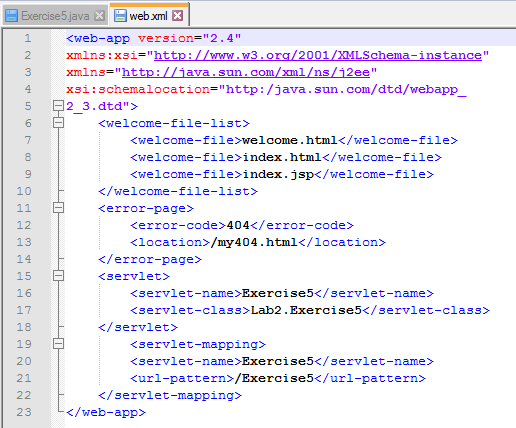 Exercise5.java web.xml
1 <web-app version="2.4"
2 xmlns:xsi="http://www.w3.org/2001/XMLSchema-instance"
3 xmlns="http://java.sun.com/xml/ns/j2ee"
4 xsi:schemalocation="http:/java.sun.com/dtd/webapp_
5 2_3.dtd">
6 <welcome-file-list>
7 <welcome-file>welcome.html</welcome-file>
8 <welcome-file>index.html</welcome-file>
9 <welcome-file>index.jsp</welcome-file>
10 </welcome-file-list>
11 <error-page>
12 <error-code>404</error-code>
13 <location>/my404.html</location>
14 </error-page>
15 <servlet>
16 <servlet-name>Exercise5</servlet-name>
17 <servlet-class>Lab2.Exercise5</servlet-class>
18 </servlet>
19 <servlet-mapping>
20 <servlet-name>Exercise5</servlet-name>
21 <url-pattern>/Exercise5</url-pattern>
22 </servlet-mapping>
23 </web-app>